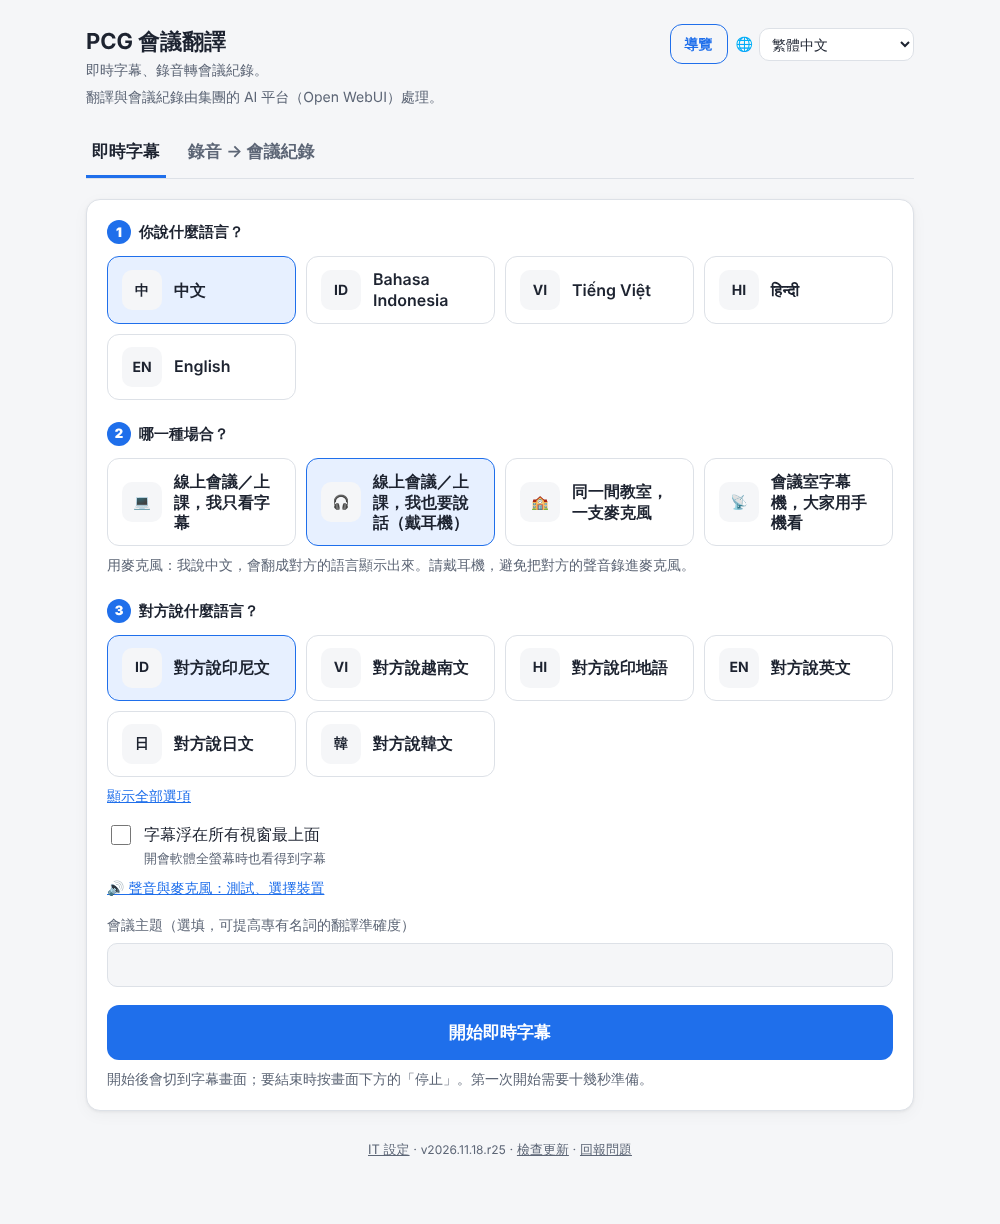 PCG 會議翻譯
導覽
繁體中文
即時字幕、錄音轉會議紀錄。
翻譯與會議紀錄由集團的 AI 平台（Open WebUI）處理。
即時字幕
錄音 → 會議紀錄
1 你說什麼語言？
中 中文
ID Bahasa
Indonesia
VI Tiếng Việt
HI हिन्दी
EN English
2 哪一種場合？
線上會議／上
課，我只看字
幕
線上會議／上
課，我也要說
話（戴耳機）
同一間教室，
一支麥克風
會議室字幕
機，大家用手
機看
用麥克風：我說中文，會翻成對方的語言顯示出來。請戴耳機，避免把對方的聲音錄進麥克風。
3 對方說什麼語言？
ID 對方說印尼文
VI 對方說越南文
HI 對方說印地語
EN 對方說英文
日 對方說日文
韓 對方說韓文
顯示全部選項
字幕浮在所有視窗最上面
開會軟體全螢幕時也看得到字幕
聲音與麥克風：測試、選擇裝置
會議主題（選填，可提高專有名詞的翻譯準確度）
開始即時字幕
開始後會切到字幕畫面；要結束時按畫面下方的「停止」。第一次開始需要十幾秒準備。
IT 設定 · v2026.11.18.r25 · 檢查更新 · 回報問題